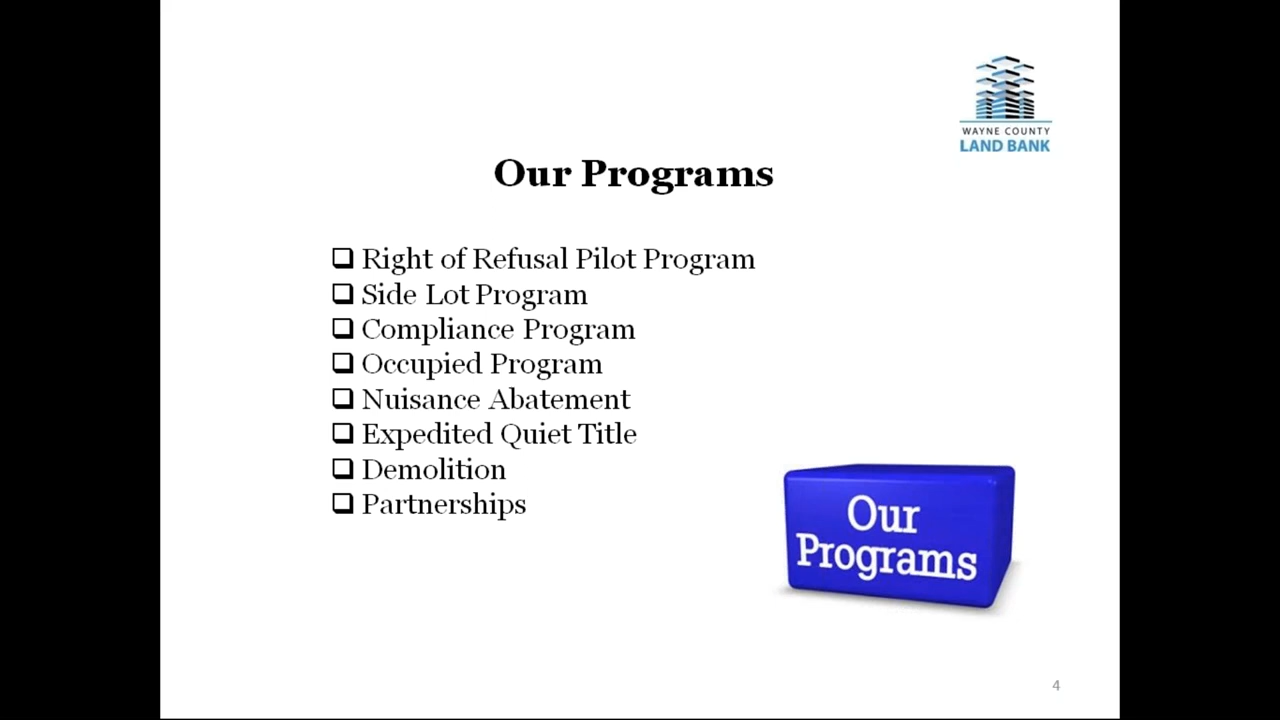 WAYNE COUNTY
LAND BANK
Our Programs
❑ Right of Refusal Pilot Program
❑ Side Lot Program
❑ Compliance Program
❑ Occupied Program
❑ Nuisance Abatement
❑ Expedited Quiet Title
❑ Demolition
❑ Partnerships
Our
Programs
4